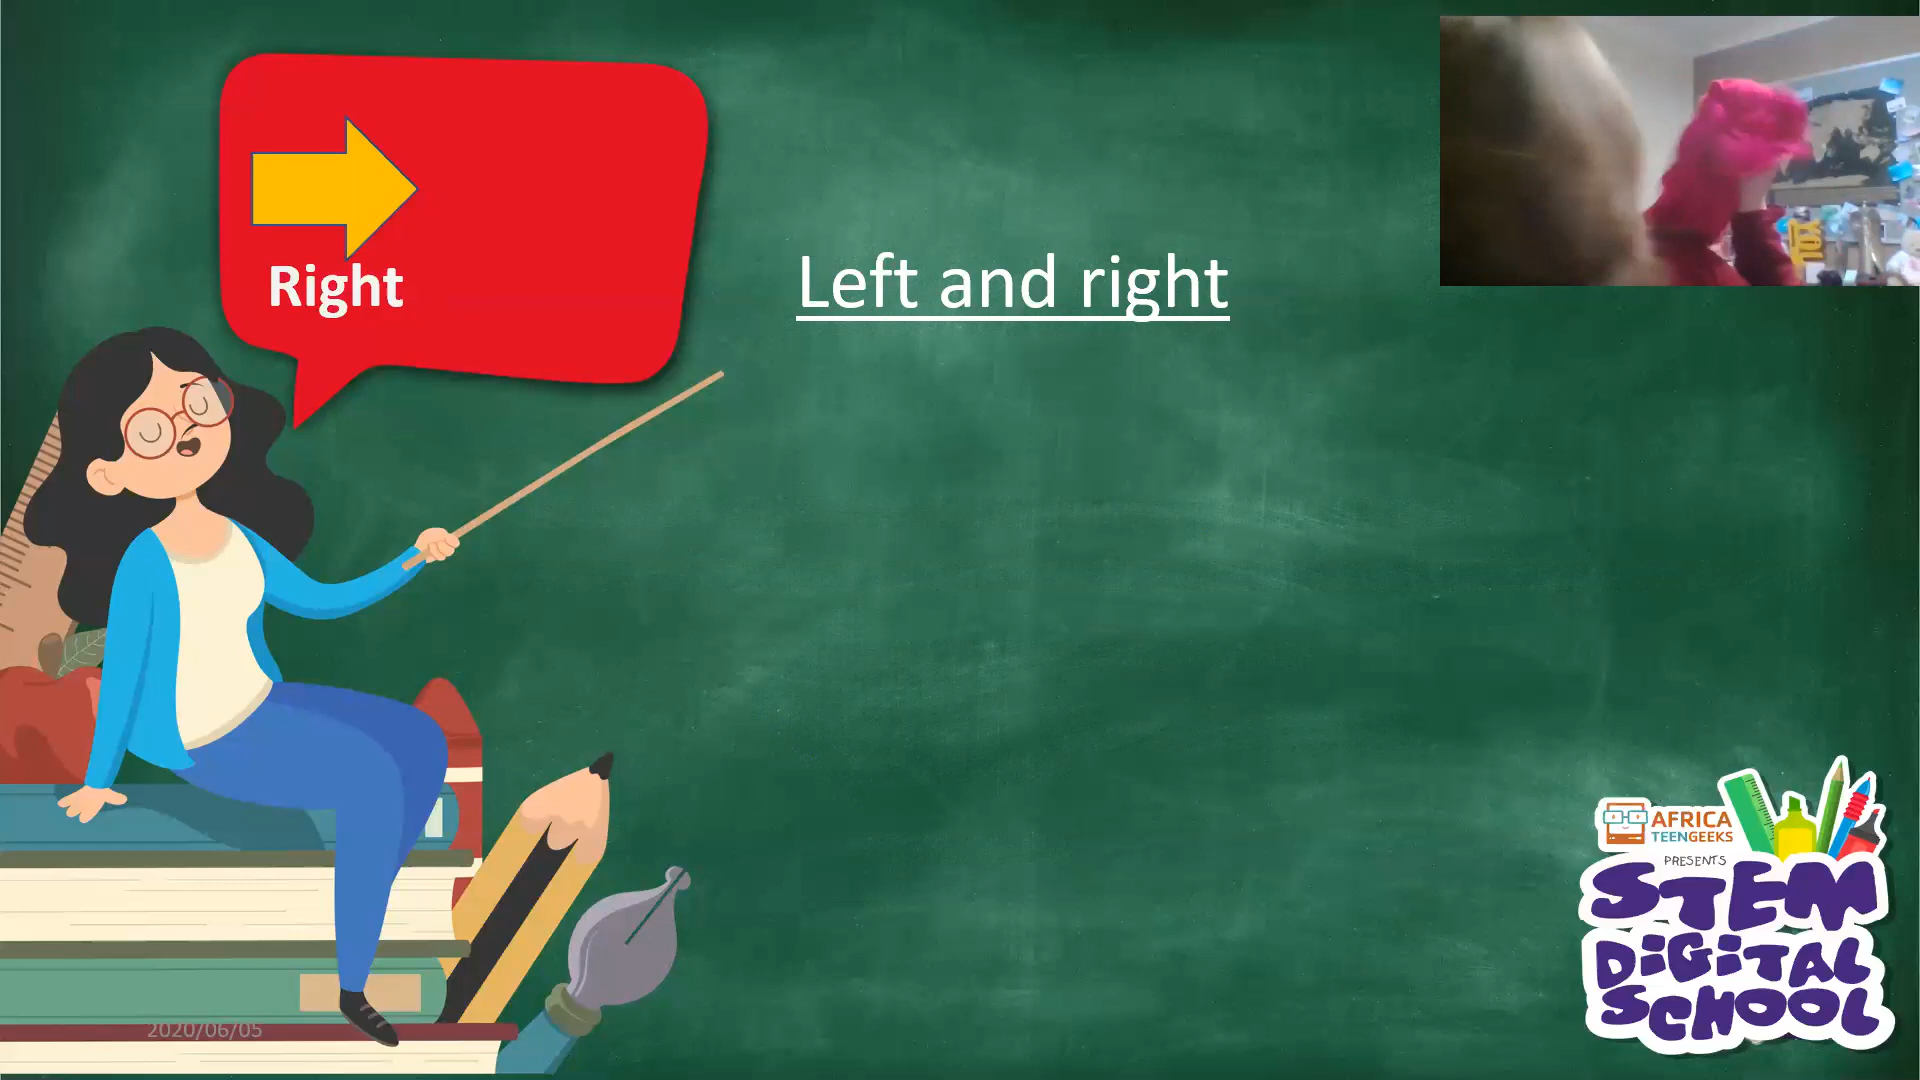 Right
Left and right
AFRICA
TEENGEEKS
PRESENTS
STEM
DIGITAL
SCHOOL
2020/06/05